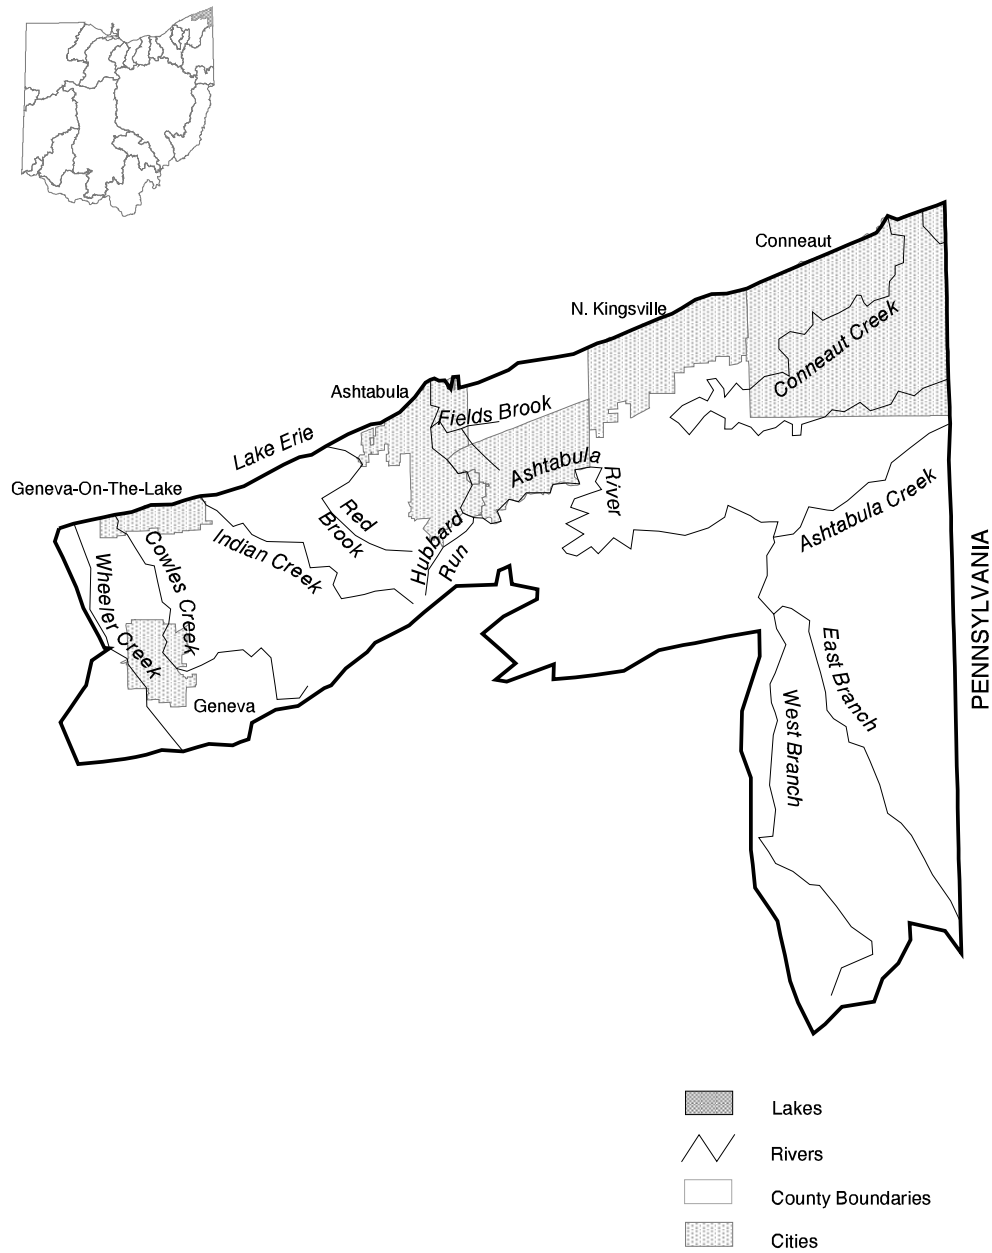 Conneaut
N. Kingsville
Conneaut Creek
Ashtabula
Fields Brook
Lake Erie
Ashtabula
River
Geneva-On-The-Lake
Red
Brook
Ashtabula Creek
Hubbard
Run
Indian Creek
Cowles Creek
Wheeler Creek
PENNSYLVANIA
East Branch
West Branch
Geneva
Lakes
Rivers
County Boundaries
Cities